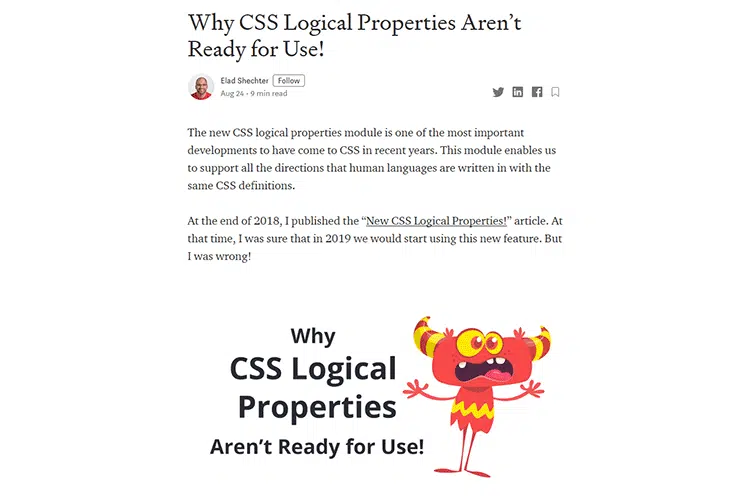 Why CSS Logical Properties Aren’t
Ready for Use!
Elad Shechter Follow
Aug 24 · 9 min read
The new CSS logical properties module is one of the most important
developments to have come to CSS in recent years. This module enables us
to support all the directions that human languages are written in with the
same CSS definitions.
At the end of 2018, I published the “New CSS Logical Properties!” article. At
that time, I was sure that in 2019 we would start using this new feature. But
I was wrong!
Why
CSS Logical
Properties
Aren’t Ready for Use!